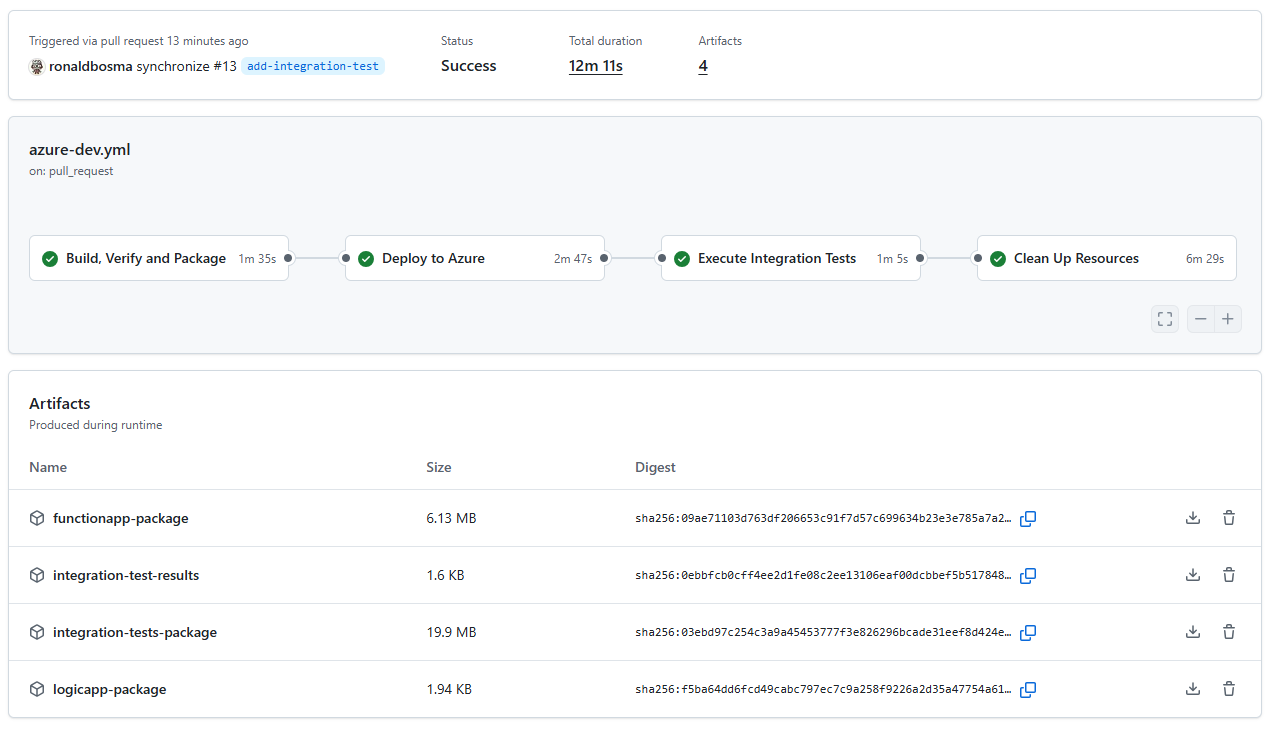 Triggered via pull request 13 minutes ago
Status
Total duration
Artifacts
ronaldbosma synchronize #13 add-integration-test
Success
12m 11s
4
azure-dev.yml
on: pull_request
Build, Verify and Package 1m 35s
Deploy to Azure 2m 47s
Execute Integration Tests 1m 5s
Clean Up Resources 6m 29s
Artifacts
Produced during runtime
Name Size Digest
functionapp-package 6.13 MB sha256:09ae71103d763df206653c91f7d57c699634b23e3e785a7a2…
integration-test-results 1.6 KB sha256:0ebbfcb0cff4ee2d1fe08c2ee13106eaf00dcbbef5b517848…
integration-tests-package 19.9 MB sha256:03ebd97c254c3a9a45453777f3e826296bcade31eef8d424e…
logicapp-package 1.94 KB sha256:f5ba64dd6fcd49cabc797ec7c9a258f9226a2d35a47754a61…